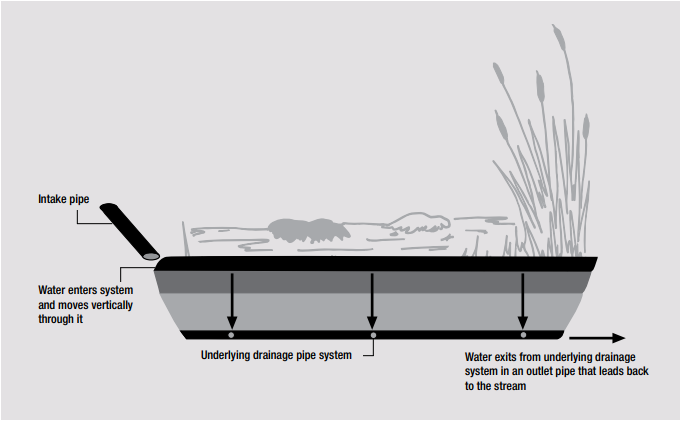 Intake pipe
Water enters system
and moves vertically
through it
Underlying drainage pipe system
Water exits from underlying drainage
system in an outlet pipe that leads back
to the stream